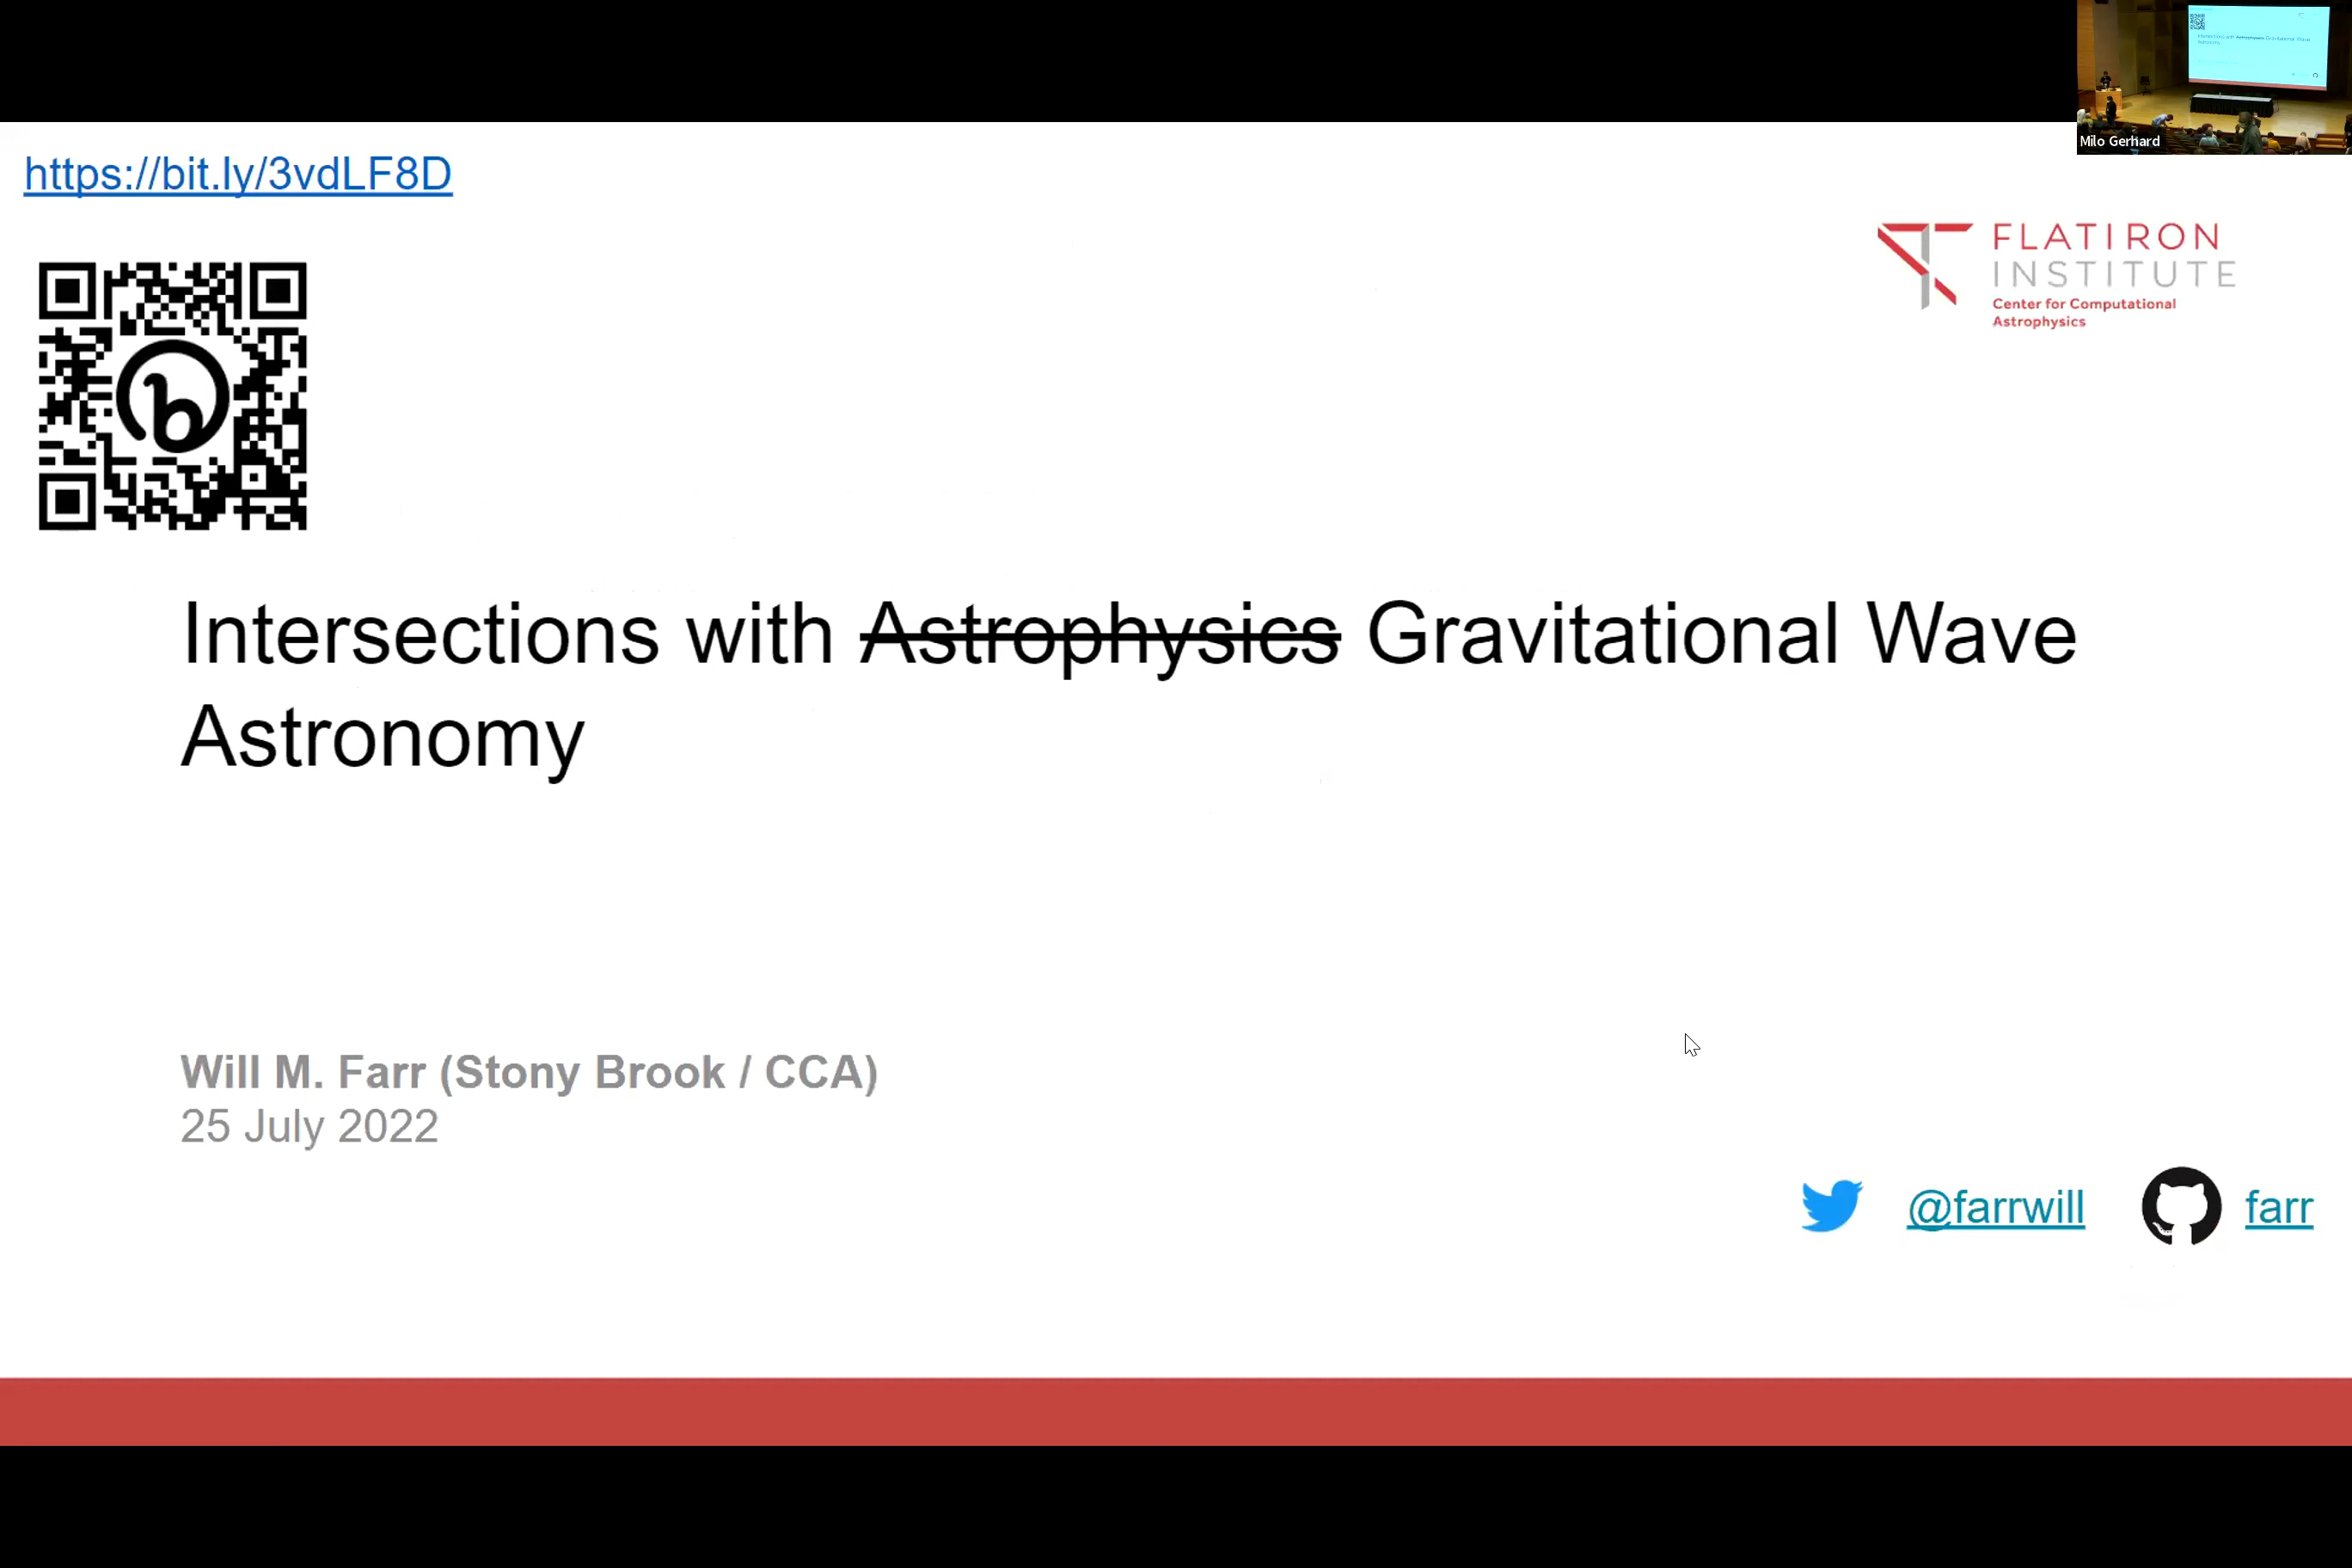 Milo Gerhard
https://bit.ly/3vdLF8D
FLATIRON
INSTITUTE
Center for Computational
Astrophysics
Intersections with Astrophysics Gravitational Wave
Astronomy
Will M. Farr (Stony Brook / CCA)
25 July 2022
@farrwill
farr